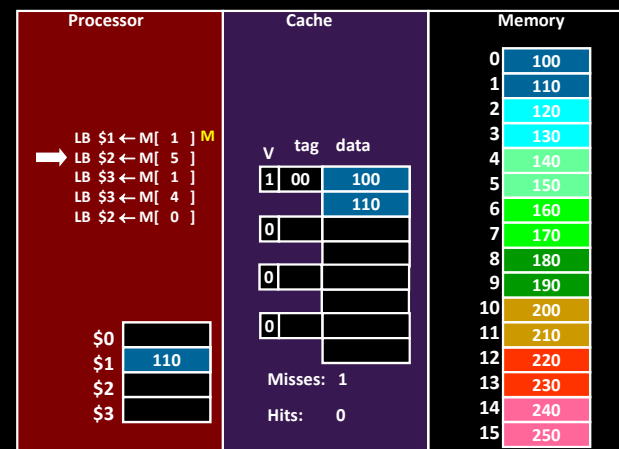 Processor
LB $1 ← M[ 1 ] M
LB $2 ← M[ 5 ]
LB $3 ← M[ 1 ]
LB $3 ← M[ 4 ]
LB $2 ← M[ 0 ]
$0
$1 110
$2
$3
Cache
V tag data
1 00 100
110
0
0
0
Misses: 1
Hits: 0
Memory
0 100
1 110
2 120
3 130
4 140
5 150
6 160
7 170
8 180
9 190
10 200
11 210
12 220
13 230
14 240
15 250